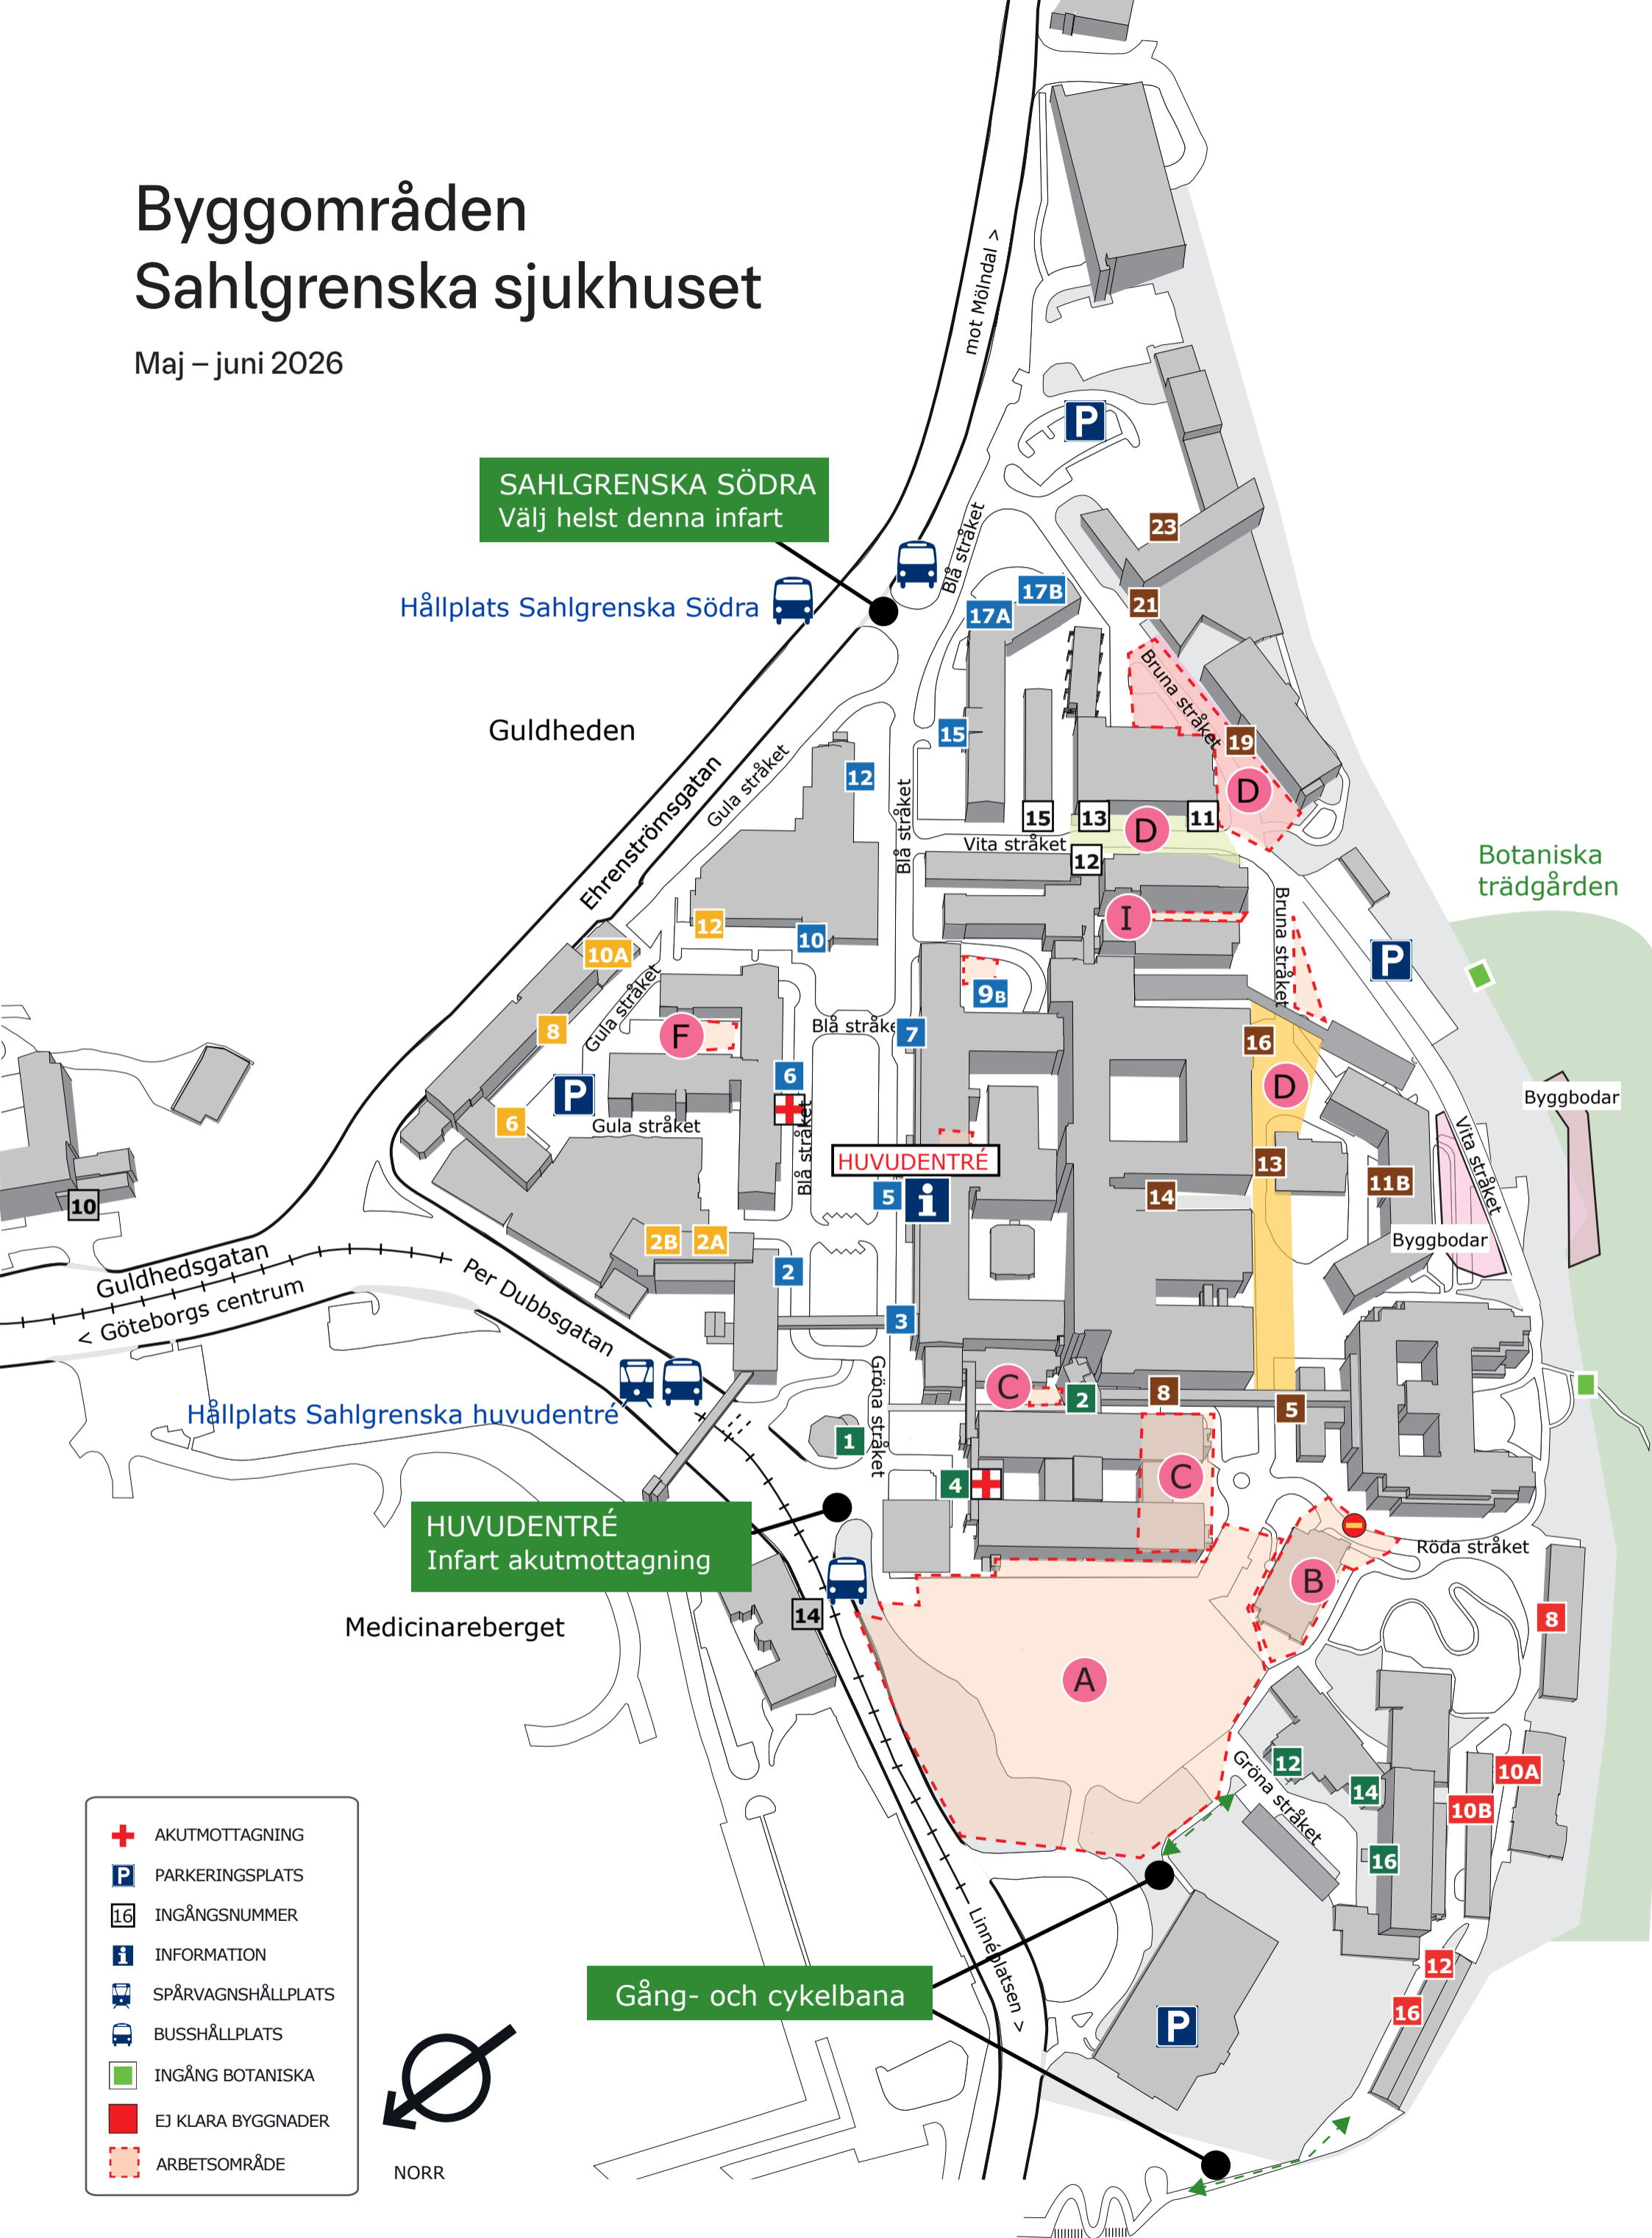 Byggområden
Sahlgrenska sjukhuset
Maj – juni 2026
mot Mölndal >
P
SAHLGRENSKA SÖDRA
Välj helst denna infart
Blå stråket
23
Hållplats Sahlgrenska Södra
17B
17A
21
Bruna stråket
Guldheden
15
19
12
Gula stråket
Ehrenströmsgatan
D
Blå stråket
15
13
D
11
Vita stråket
12
Botaniska
trädgården
12
10
I
Bruna stråket
10A
P
Gula stråket
9B
8
F
Blå stråket
7
16
6
D
P
Byggbodar
6
Gula stråket
Blå stråket
Vita stråket
HUVUDENTRÉ
13
11B
10
5
i
14
2B
2A
Byggbodar
Guldhedsgatan
< Göteborgs centrum
Per Dubbsgatan
2
3
Gröna stråket
C
2
8
5
Hållplats Sahlgrenska huvudentré
1
4
C
HUVUDENTRÉ
Infart akutmottagning
Röda stråket
B
14
Medicinareberget
8
A
Gröna stråket
12
14
10A
10B
16
AKUTMOTTAGNING
P
PARKERINGSPLATS
16
INGÅNGSNUMMER
i
INFORMATION
SPÅRVAGNSHÅLLPLATS
BUSSHÅLLPLATS
INGÅNG BOTANISKA
EJ KLARA BYGGNADER
ARBETSOMRÅDE
NORR
Linnéplatsen >
Gång- och cykelbana
12
16
P